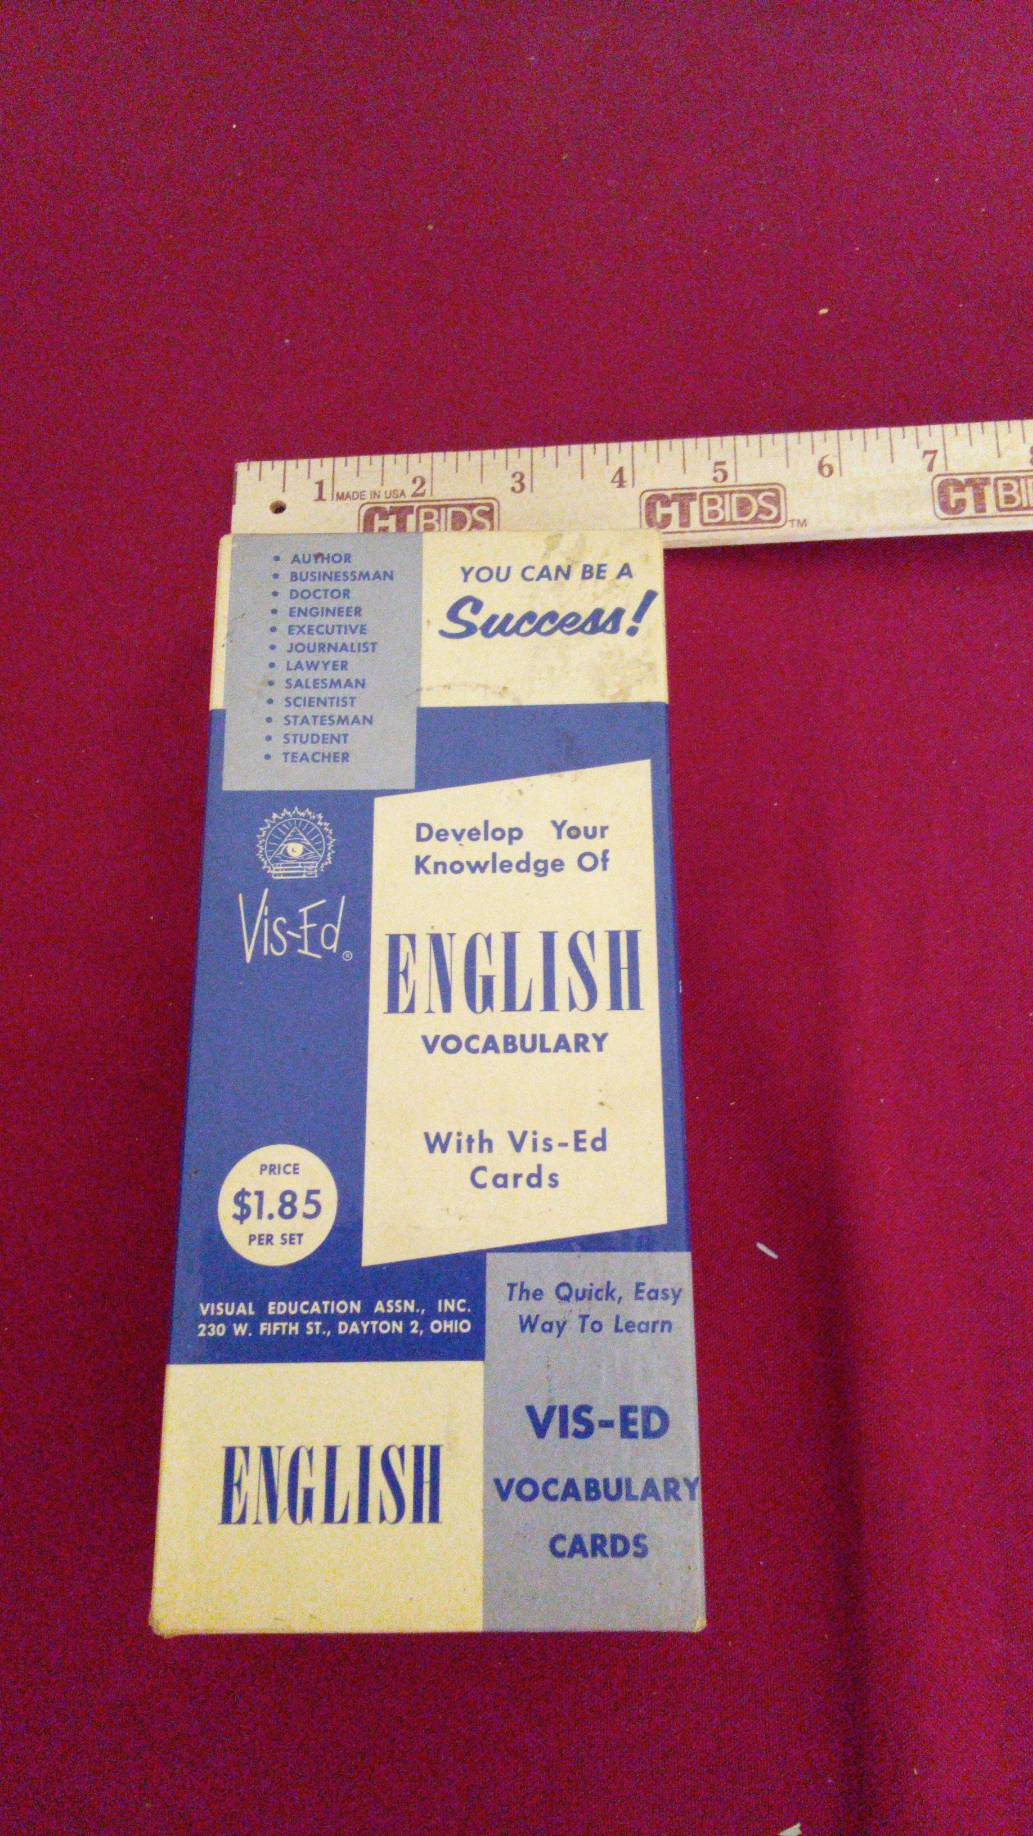 1 MADE IN USA 2 3 4 5 6 7 8
CTBIDS CTBIDS™ CTBI
• AUTHOR
• BUSINESSMAN
• DOCTOR
• ENGINEER
• EXECUTIVE
• JOURNALIST
• LAWYER
• SALESMAN
• SCIENTIST
• STATESMAN
• STUDENT
• TEACHER
YOU CAN BE A
Success!
Vis-Ed®
Develop Your
Knowledge Of
ENGLISH
VOCABULARY
With Vis-Ed
Cards
PRICE
$1.85
PER SET
VISUAL EDUCATION ASSN., INC.
230 W. FIFTH ST., DAYTON 2, OHIO
The Quick, Easy
Way To Learn
VIS-ED
VOCABULARY
CARDS
ENGLISH